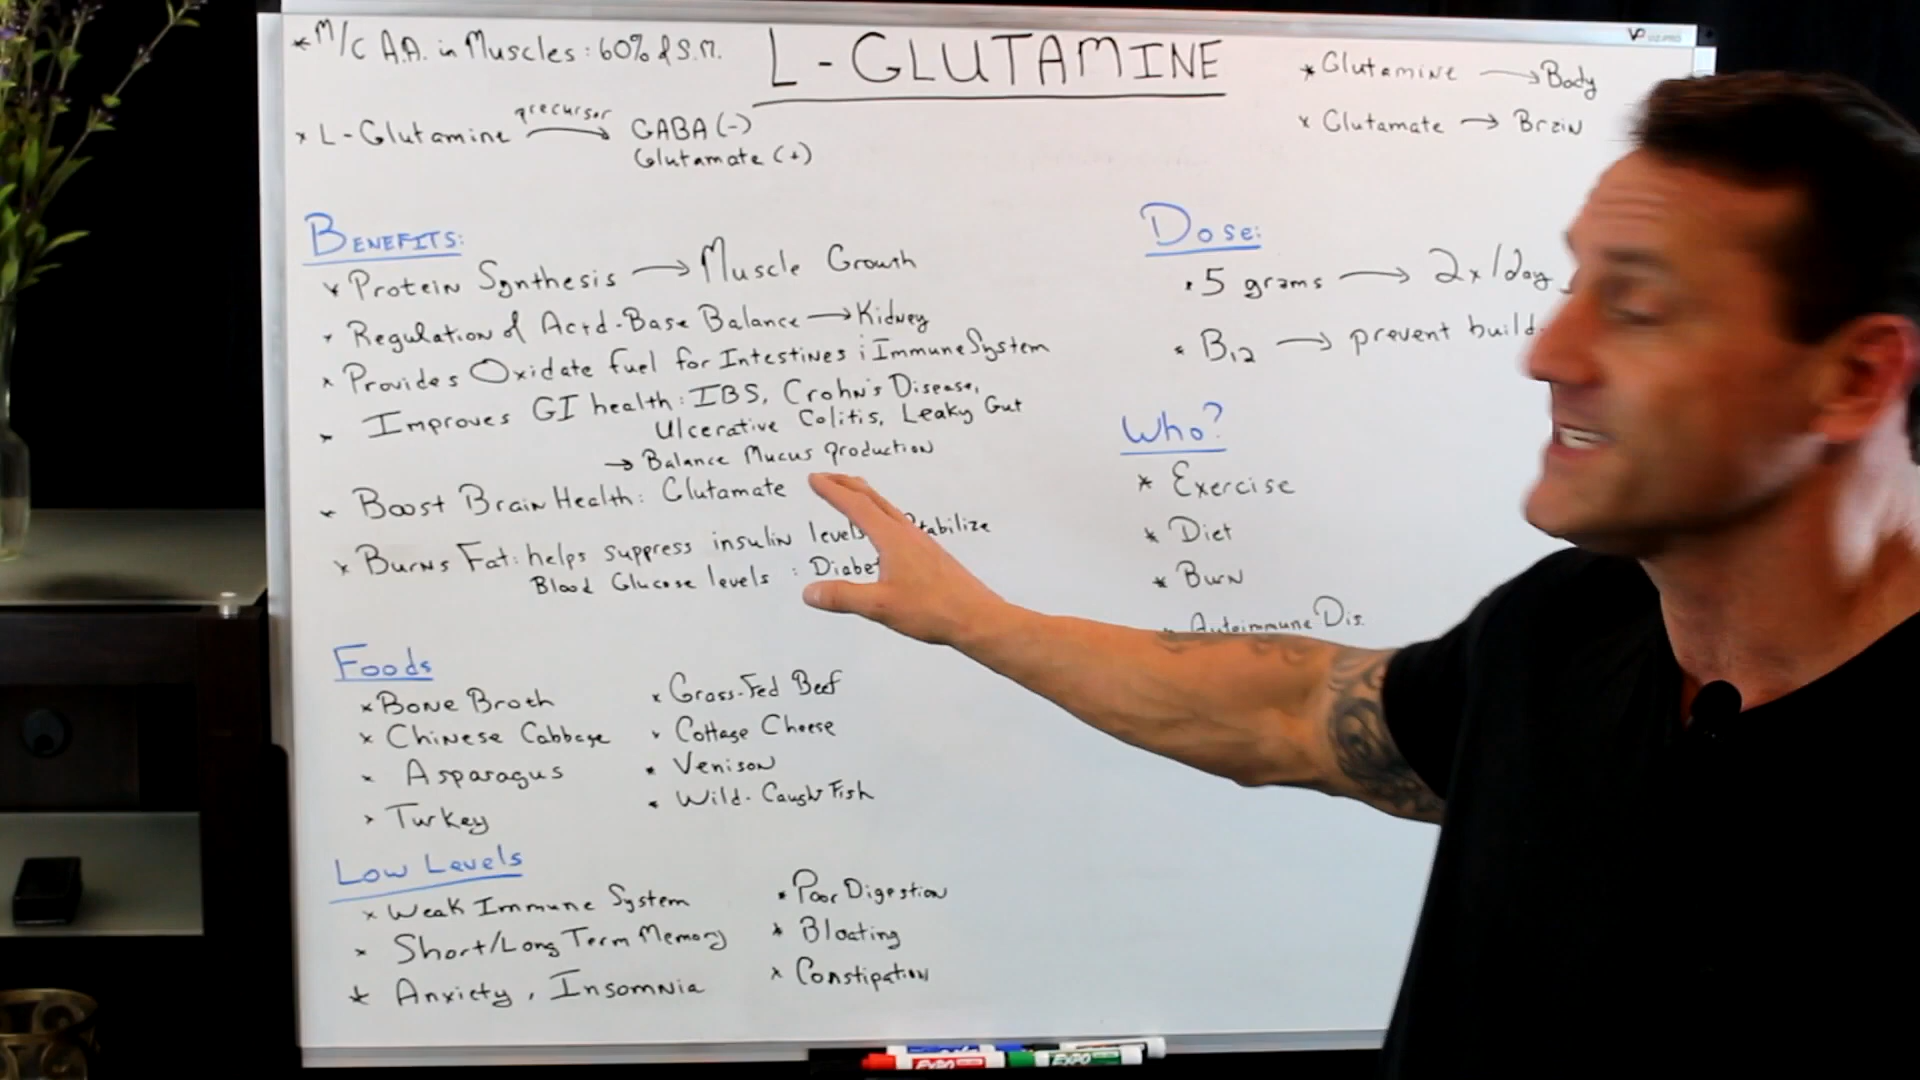 * M/C A.A. in Muscles: 60% of S.M.
L-GLUTAMINE
* Glutamine → Body
* Glutamate → Brain
* L-Glutamine precursor → GABA (-)
Glutamate (+)
BENEFITS:
* Protein Synthesis → Muscle Growth
* Regulation of Acid-Base Balance → Kidney
* Provides Oxidate fuel for Intestines i Immune System
* Improves GI health: IBS, Crohn's Disease,
Ulcerative Colitis, Leaky Gut
→ Balance Mucus production
* Boost Brain Health: Glutamate
* Burns Fat: helps suppress insulin levels
Blood Glucose levels :
Dose:
* 5 grams → 2x/day
* B12 → prevent build
Who?
* Exercise
* Diet
* Burn
* Autoimmune Dis.
Foods
* Bone Broth
* Chinese Cabbage
* Asparagus
* Turkey
* Grass-Fed Beef
* Cottage Cheese
* Venison
* Wild-Caught Fish
Low Levels
* Weak Immune System
* Short/Long Term Memory
* Anxiety, Insomnia
* Poor Digestion
* Bloating
* Constipation
EXPO
EXPO